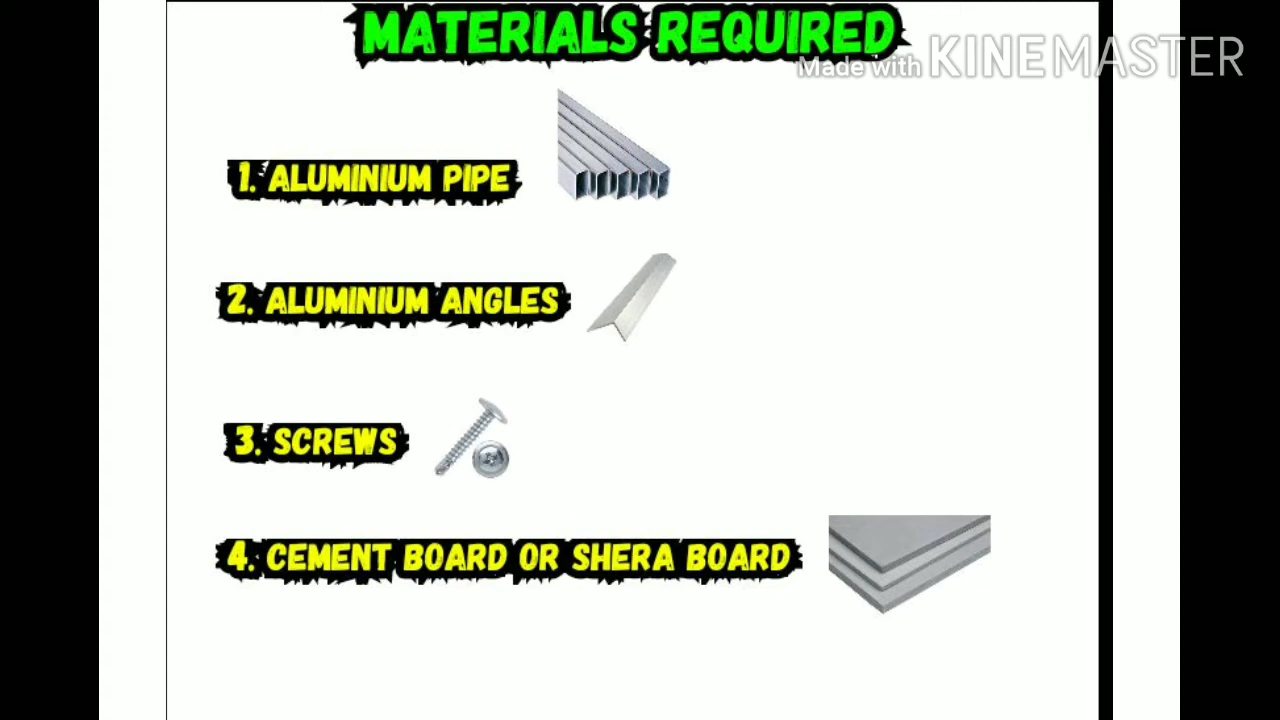 MATERIALS REQUIRED
Made with KINEMASTER
1. ALUMINIUM PIPE
2. ALUMINIUM ANGLES
3. SCREWS
4. CEMENT BOARD OR SHERA BOARD